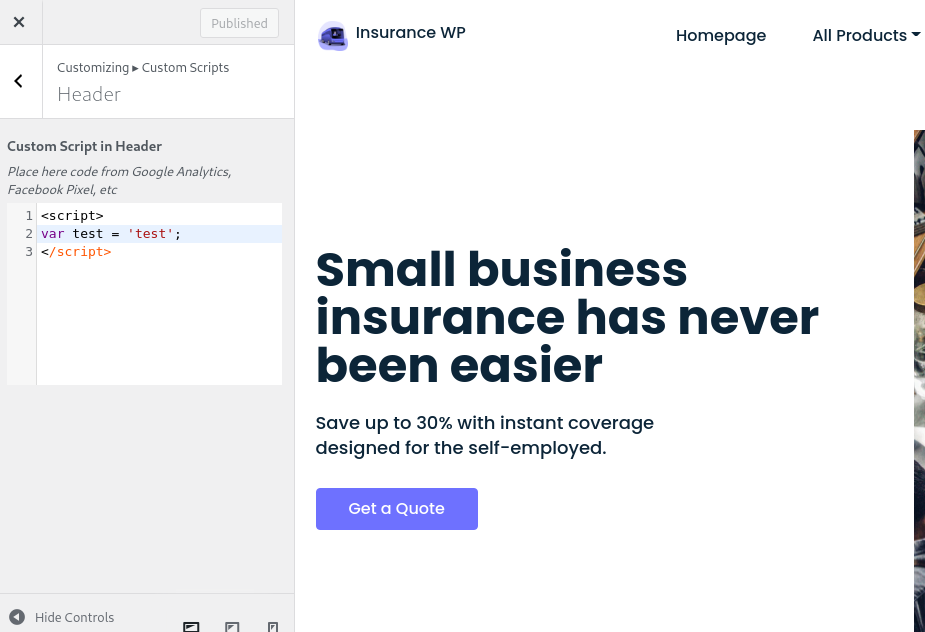 Published
Customizing ▸ Custom Scripts
Header
Custom Script in Header
Place here code from Google Analytics,
Facebook Pixel, etc
1 <script>
2 var test = 'test';
3 </script>
Hide Controls
Insurance WP
Homepage
All Products
Small business
insurance has never
been easier
Save up to 30% with instant coverage
designed for the self-employed.
Get a Quote